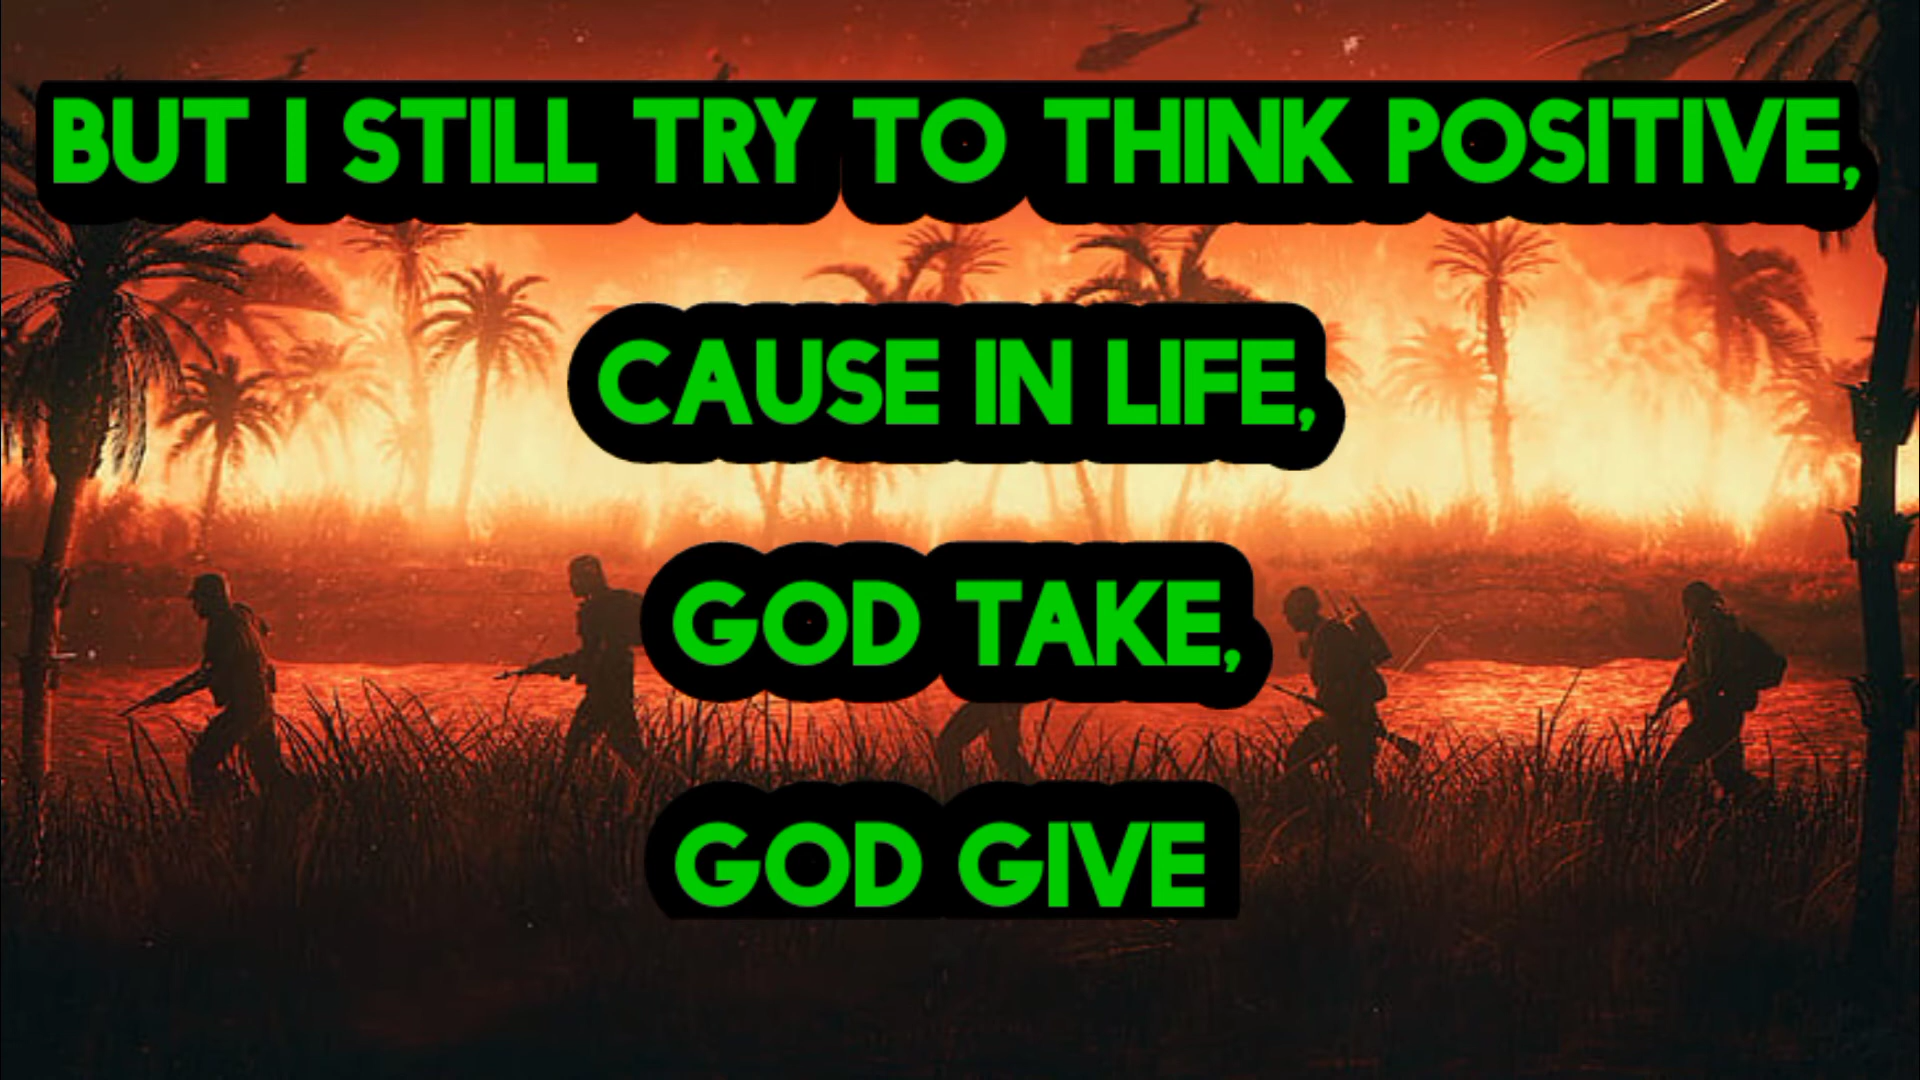 BUT I STILL TRY TO THINK POSITIVE,
CAUSE IN LIFE,
GOD TAKE,
GOD GIVE